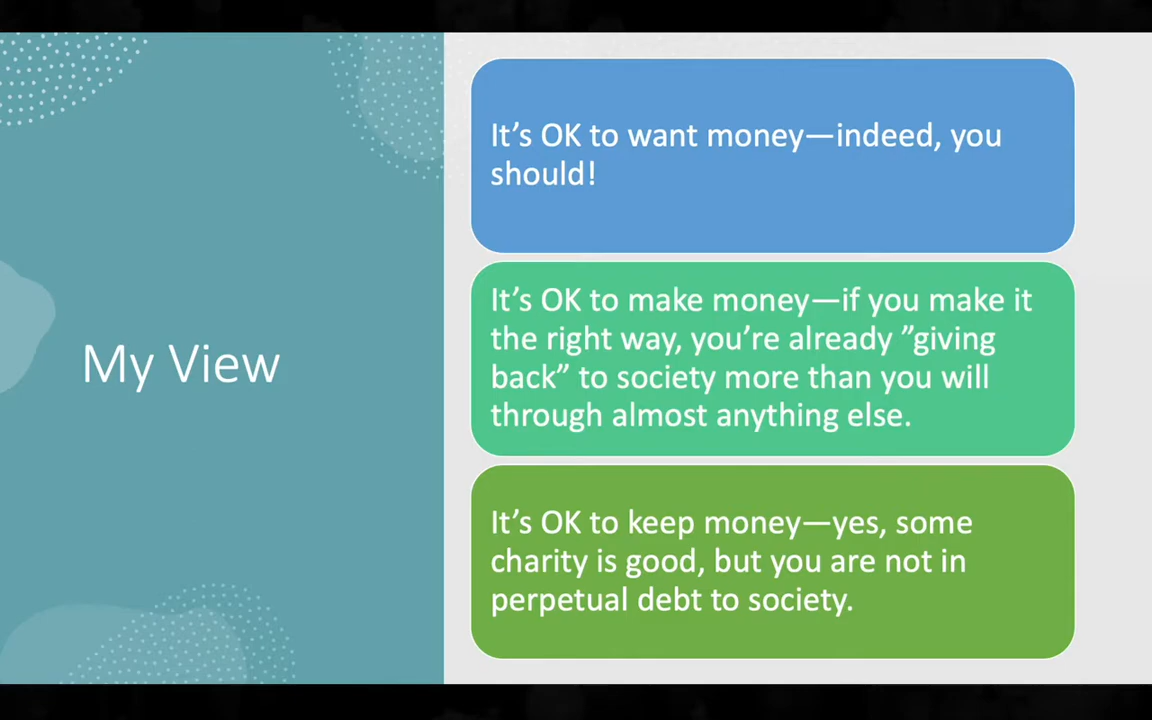 My View
It’s OK to want money—indeed, you
should!
It’s OK to make money—if you make it
the right way, you’re already ”giving
back” to society more than you will
through almost anything else.
It’s OK to keep money—yes, some
charity is good, but you are not in
perpetual debt to society.